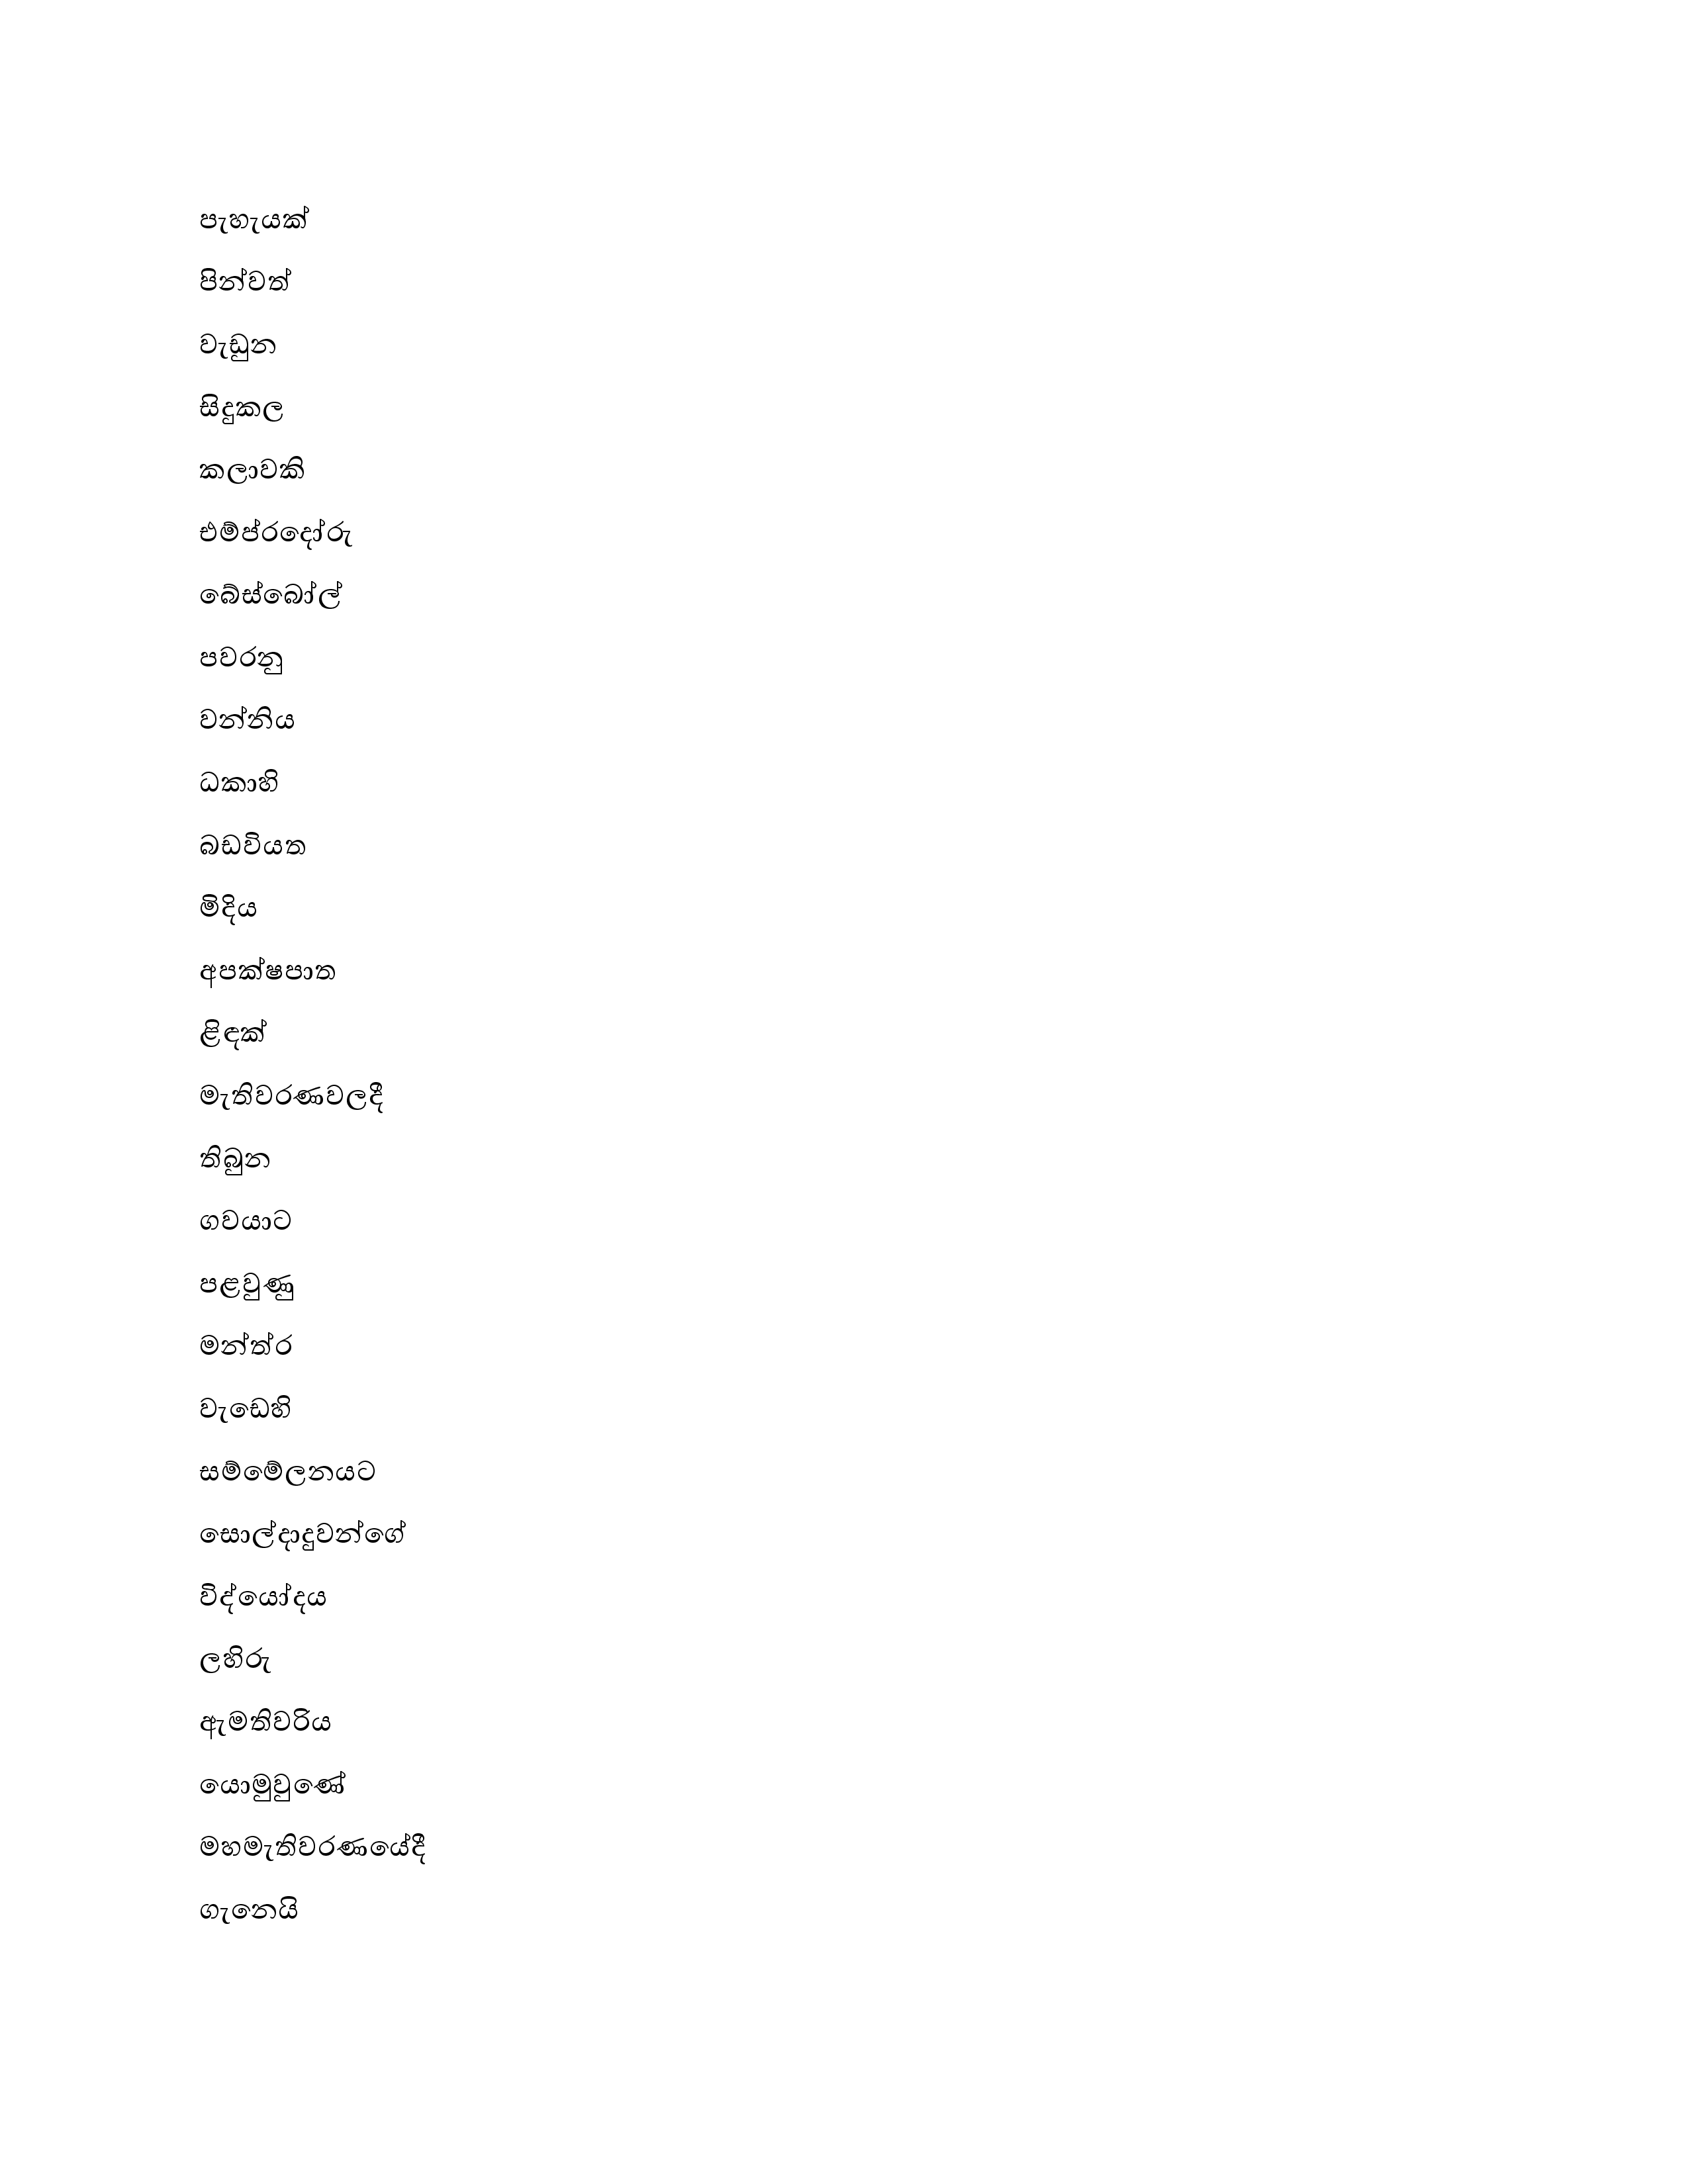 පැහැයක්
පින්වත්
වැඩුන
සිදුකල
කලාවකි
එම්ප්රදෝරු
බේස්බෝල්
පවරනු
වන්නිය
ධකාහි
බඩවියත
මිදිය
අපක්ෂපාත
ළිඳක්
මැතිවරණවලදී
තිබුන
ගවයාට
පළවුණු
මන්ත්ර
වැඩෙහි
සම්මේලනයට
සොල්දාදුවන්ගේ
විද්යෝදය
ලහිරු
ඇමතිවරිය
යොමුවුණේ
මහමැතිවරණයේදී
ගැනෙයි